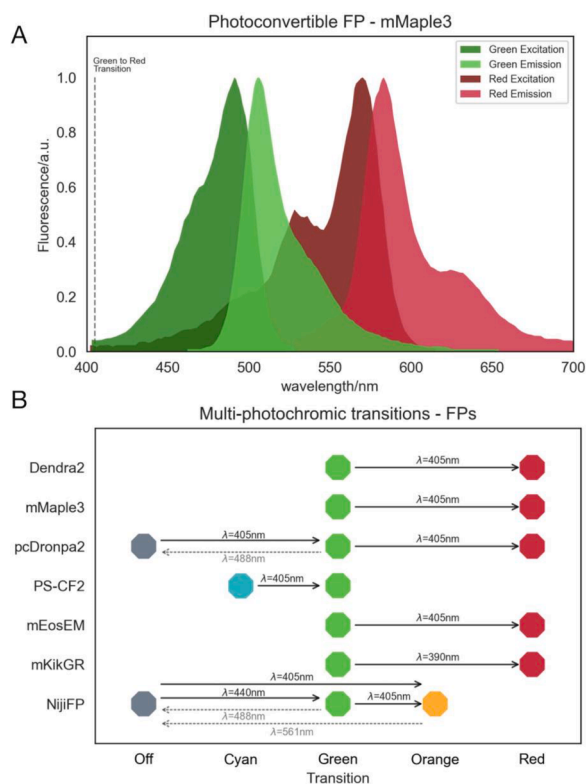 A
Photoconvertible FP - mMaple3
Green to Red
Transition
Green Excitation
Green Emission
Red Excitation
Red Emission
Fluorescence/a.u.
1.0
0.8
0.6
0.4
0.2
0.0
400
450
500
550
600
650
700
wavelength/nm
B
Multi-photochromic transitions - FPs
Dendra2
λ=405nm
mMaple3
λ=405nm
pcDronpa2
λ=405nm
λ=488nm
λ=405nm
PS-CF2
λ=405nm
mEosEM
λ=405nm
mKikGR
λ=390nm
NijiFP
λ=405nm
λ=440nm
λ=405nm
λ=488nm
λ=561nm
Off
Cyan
Green
Orange
Red
Transition